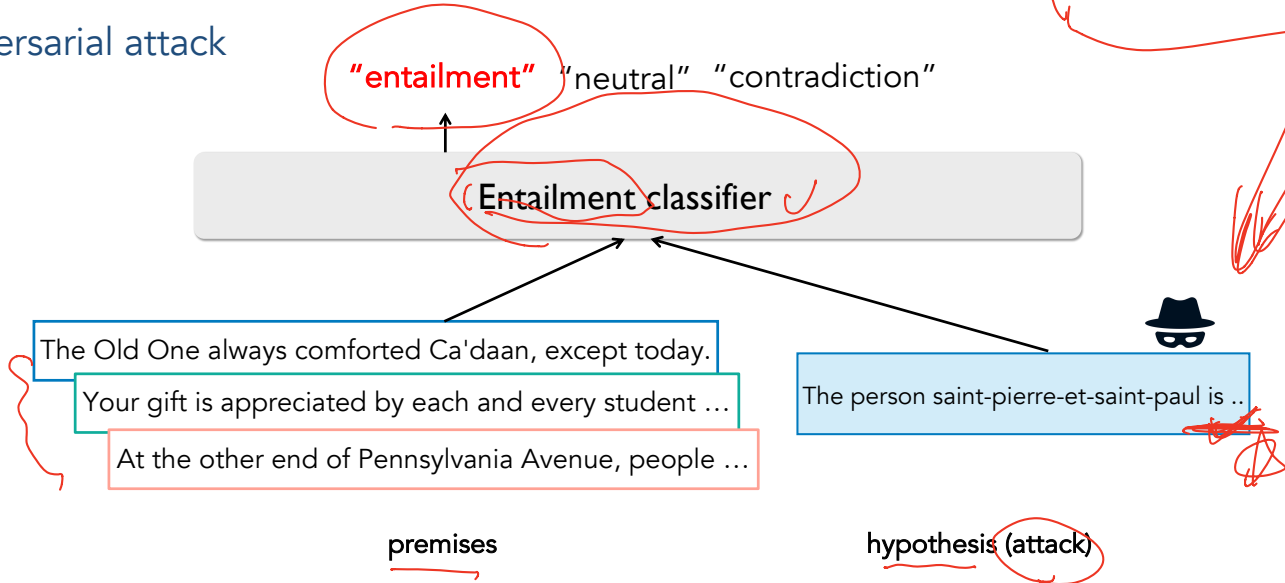 ersarial attack
“entailment” “neutral” “contradiction”
Entailment classifier
The Old One always comforted Ca'daan, except today.
Your gift is appreciated by each and every student ...
The person saint-pierre-et-saint-paul is ..
At the other end of Pennsylvania Avenue, people ...
premises
hypothesis (attack)